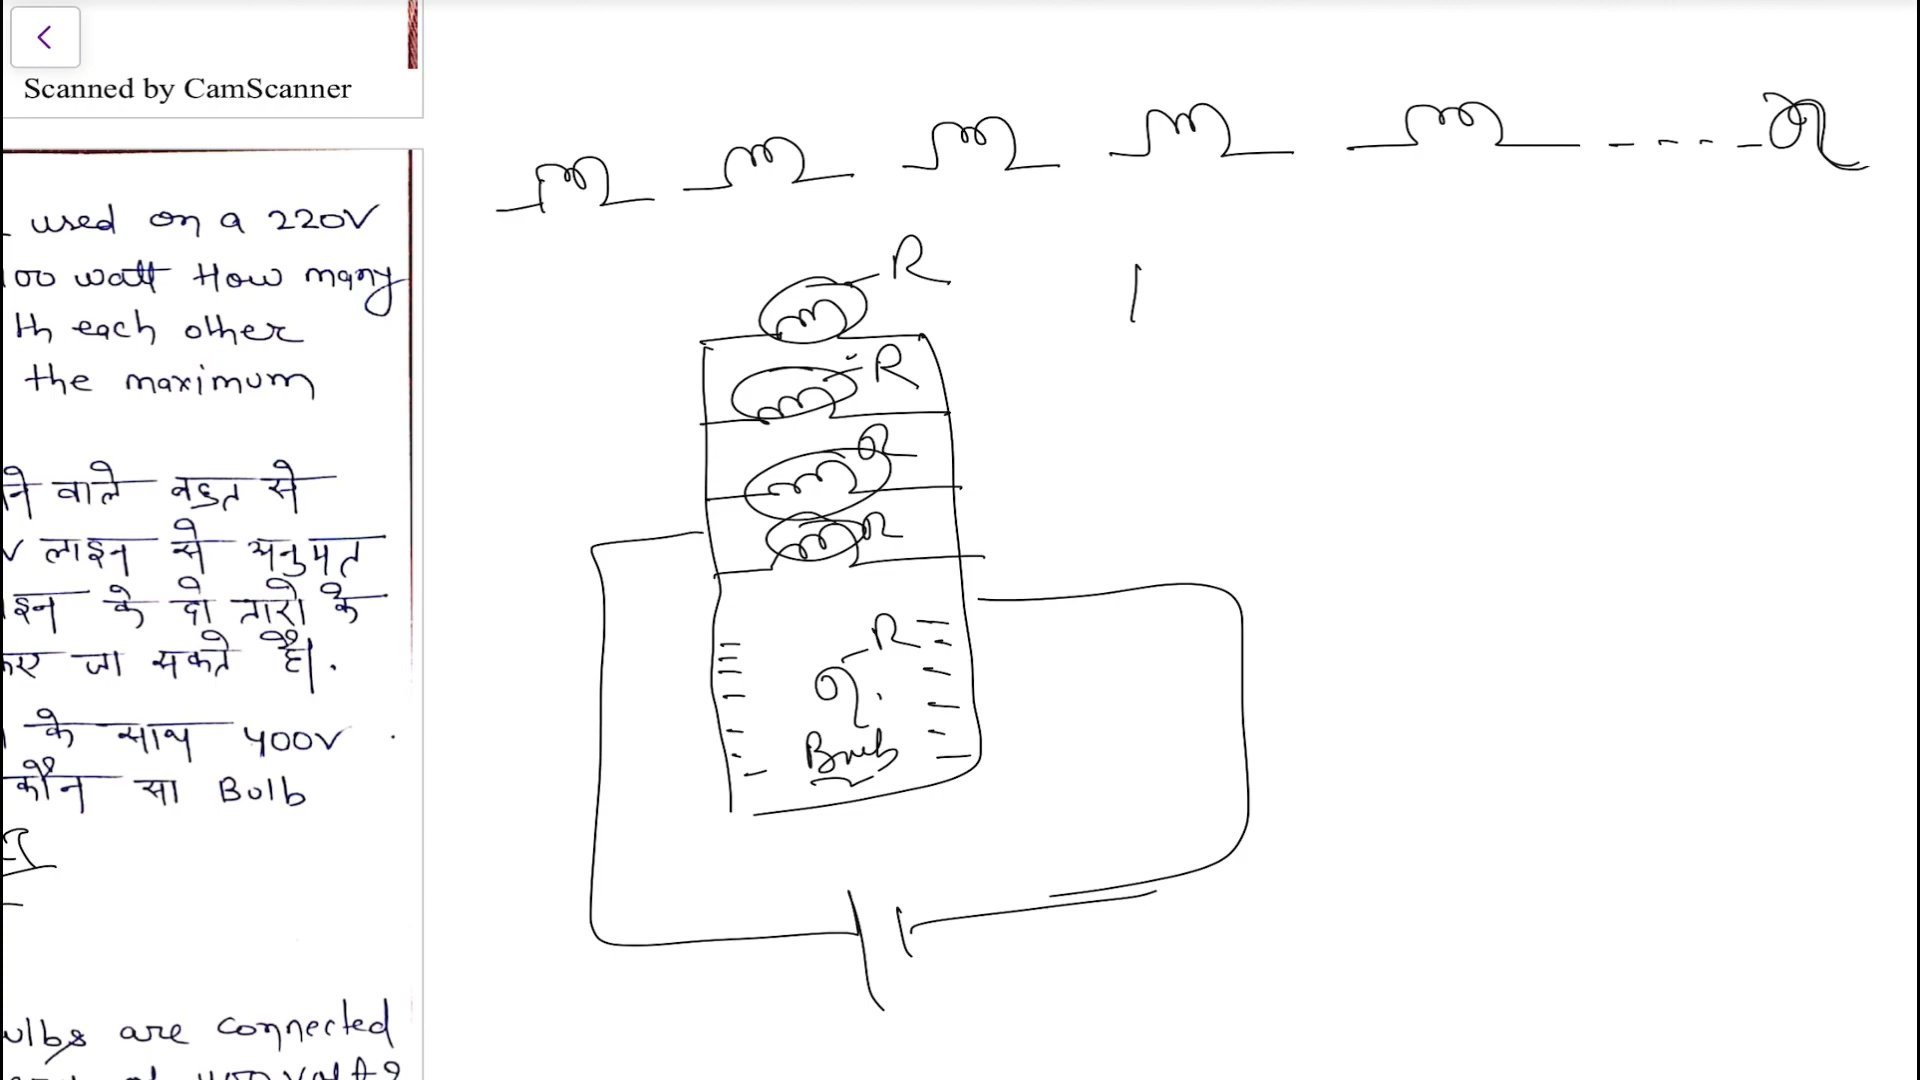 Scanned by CamScanner
used on a 220V
00 watt How many
th each other
the maximum
ने वाले बहुत से
V लाइन से अनुमत
इन के दो तारो के
कए जा सकते है।.
के साथ 400V
कौन सा Bulb
ulbs are connected
R
R
R
R
R
n.
Bulb
n